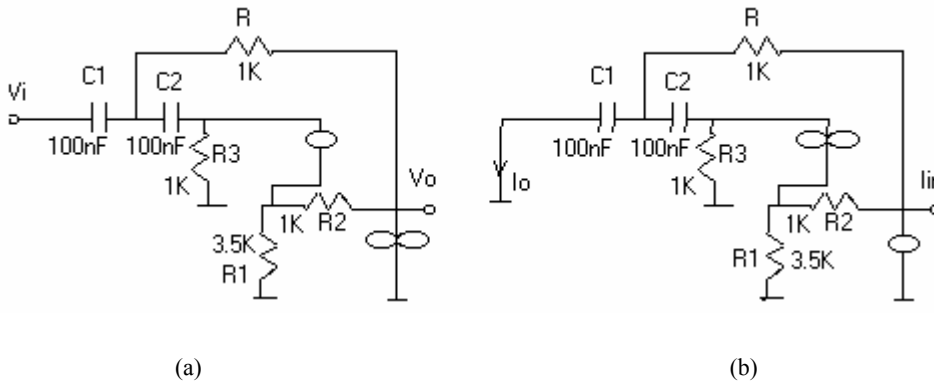 R
1K
C1
C2
Vi
100nF
100nF
R3
1K
Vo
1K
R2
3.5K
R1
R
1K
C1
C2
100nF
100nF
R3
1K
Io
Iin
1K
R2
R1
3.5K
(a)
(b)